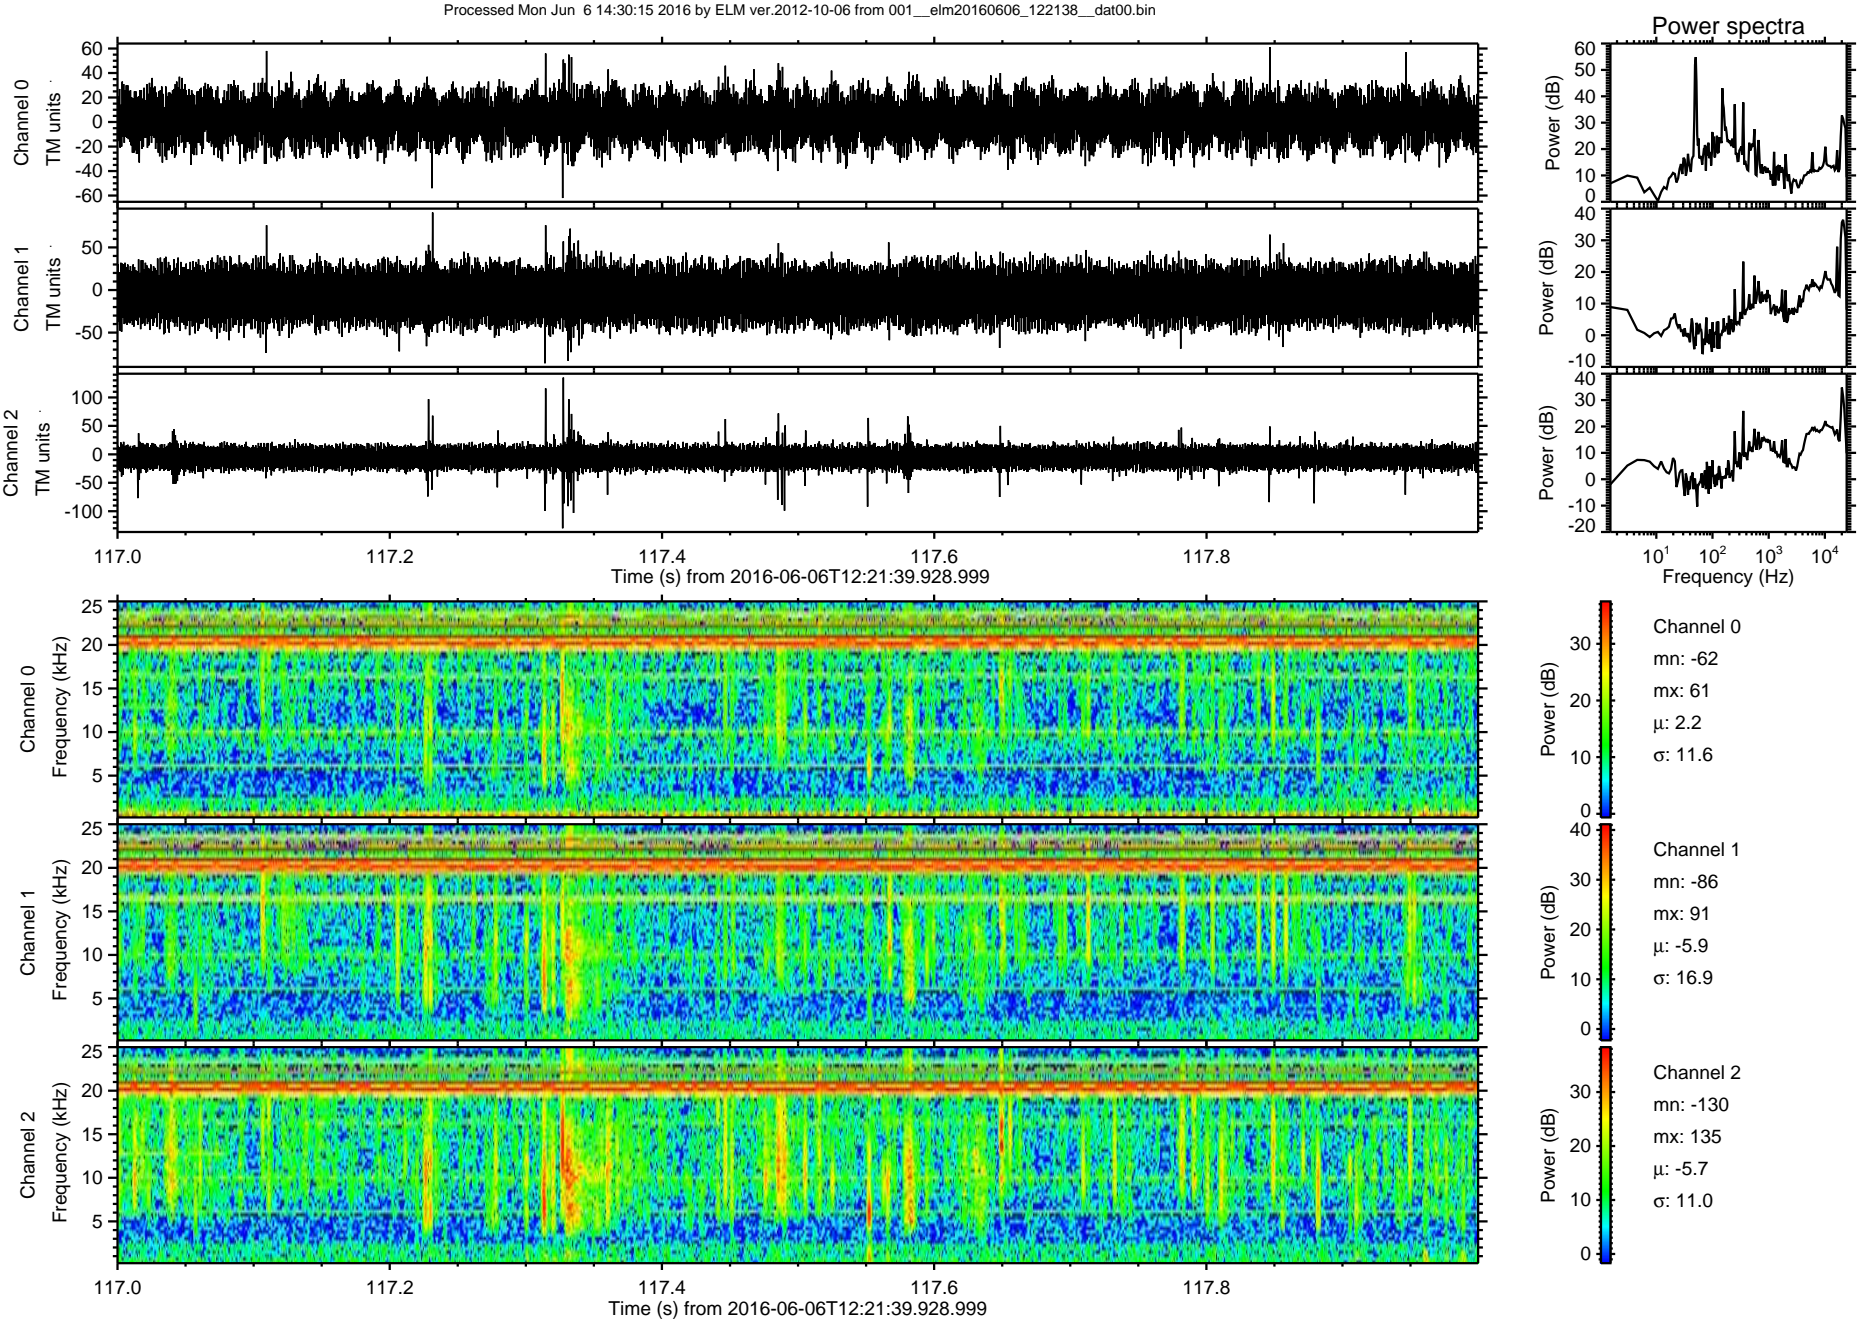 Processed Mon Jun  6 14:30:15 2016 by ELM ver.2012-10-06 from 001__elm20160606_122138__dat00.bin
Power spectra
Channel 0
TM units
60
40
20
0
-20
-40
-60
Power (dB)
60
50
40
30
20
10
0
Channel 1
TM units
50
0
-50
Power (dB)
40
30
20
10
0
-10
Channel 2
TM units
100
50
0
-50
-100
Power (dB)
40
30
20
10
0
-10
-20
117.0 117.2 117.4 117.6 117.8
Time (s) from 2016-06-06T12:21:39.928.999
10¹ 10² 10³ 10⁴
Frequency (Hz)
Channel 0
Frequency (kHz)
25
20
15
10
5
Power (dB)
30
20
10
0
Channel 0
mn: -62
mx: 61
μ: 2.2
σ: 11.6
Channel 1
Frequency (kHz)
25
20
15
10
5
Power (dB)
40
30
20
10
0
Channel 1
mn: -86
mx: 91
μ: -5.9
σ: 16.9
Channel 2
Frequency (kHz)
25
20
15
10
5
Power (dB)
30
20
10
0
Channel 2
mn: -130
mx: 135
μ: -5.7
σ: 11.0
117.0 117.2 117.4 117.6 117.8
Time (s) from 2016-06-06T12:21:39.928.999